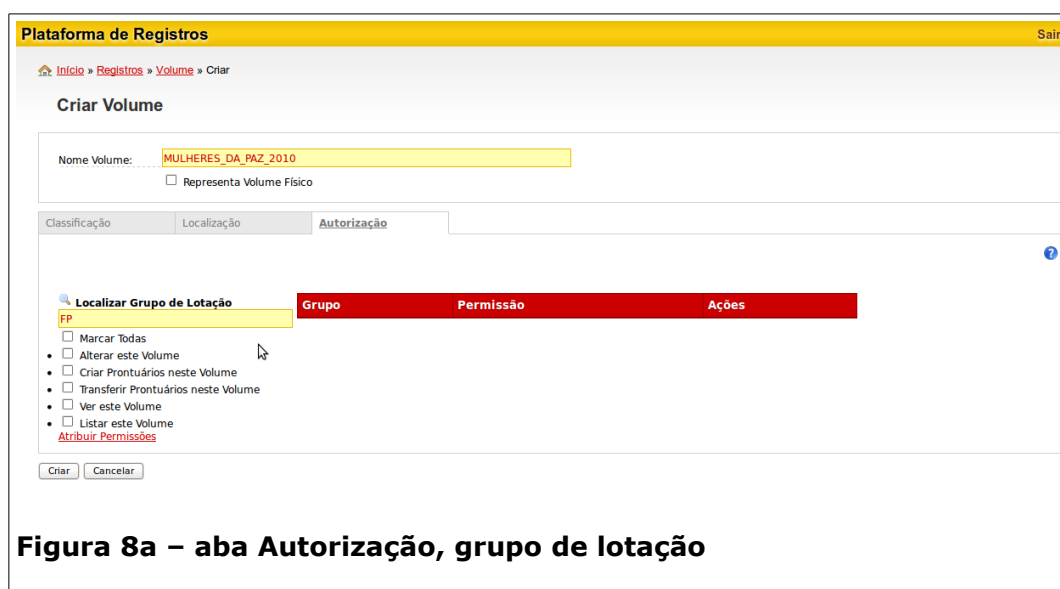 Plataforma de Registros Sair
Início » Registros » Volume » Criar
Criar Volume
Nome Volume: MULHERES_DA_PAZ_2010
Representa Volume Físico
Classificação Localização Autorização
Localizar Grupo de Lotação Grupo Permissão Ações
FP
Marcar Todas
• Alterar este Volume
• Criar Prontuários neste Volume
• Transferir Prontuários neste Volume
• Ver este Volume
• Listar este Volume
Atribuir Permissões
Criar Cancelar
Figura 8a – aba Autorização, grupo de lotação